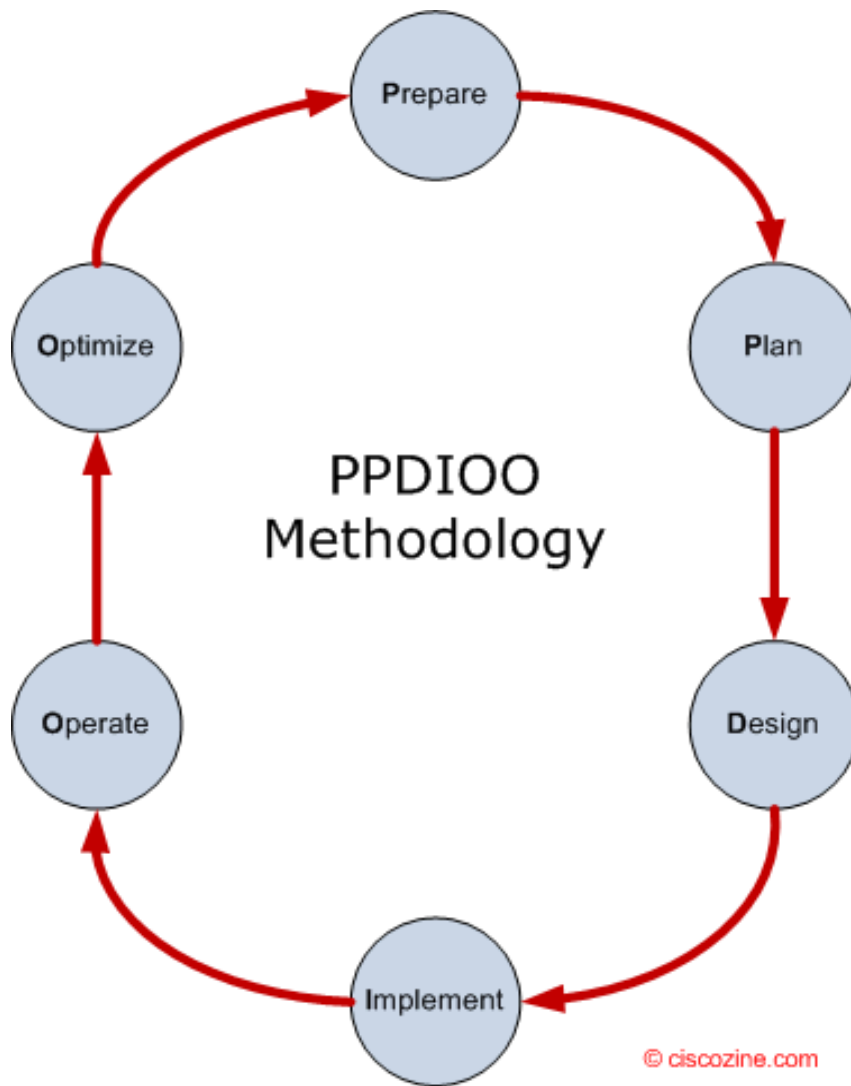 Prepare
Plan
Design
Implement
Operate
Optimize
PPDIOO
Methodology
© ciscozine.com